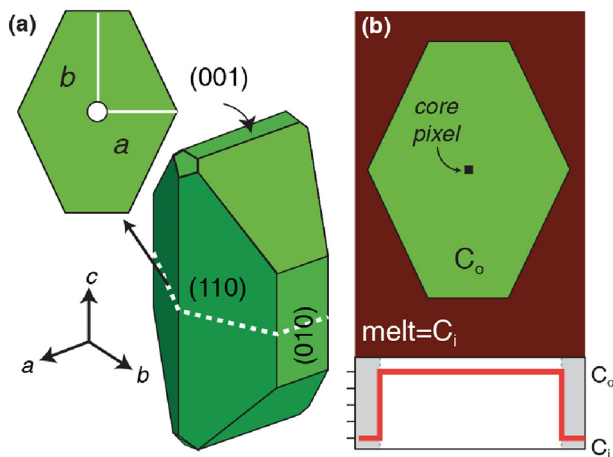 (a)
b
a
(001)
(110)
(010)
c
a
b
(b)
core
pixel
Co
melt=Ci
Co
Ci